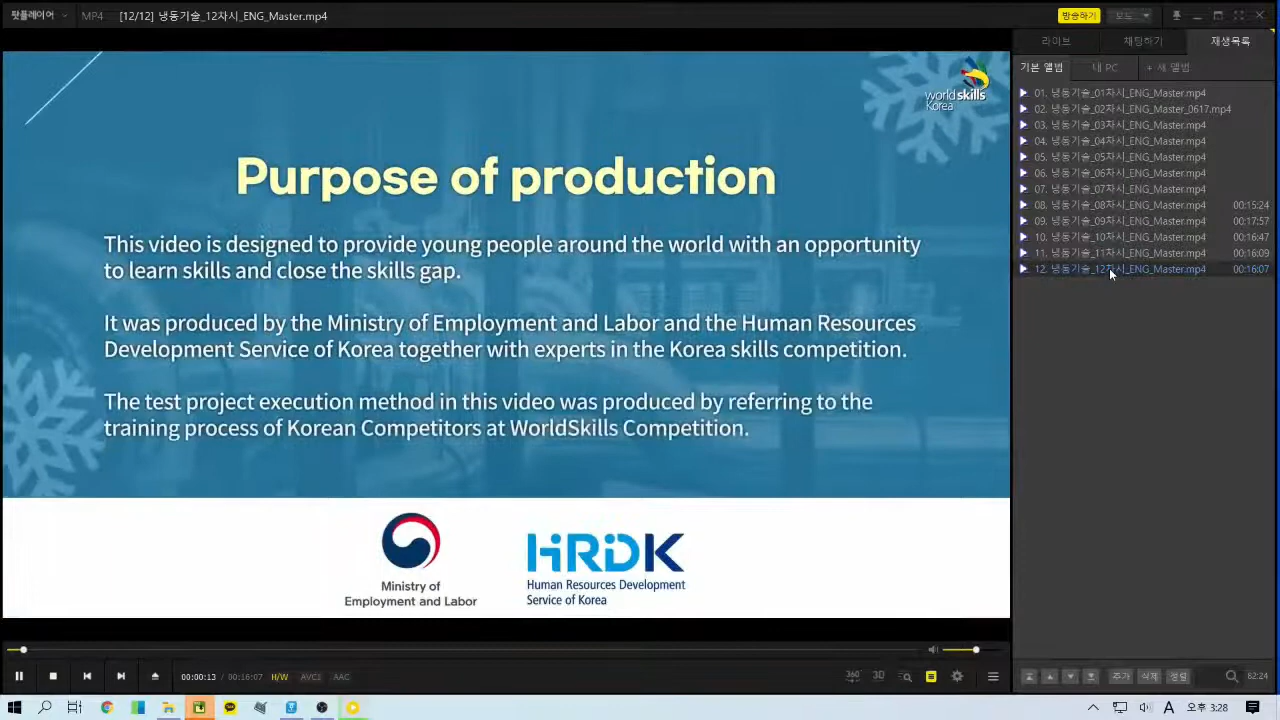 팟플레이어
MP4
[12/12] 냉동기술_12차시_ENG_Master.mp4
방송하기
모드
world skills
Korea
Purpose of production
This video is designed to provide young people around the world with an opportunity
to learn skills and close the skills gap.
It was produced by the Ministry of Employment and Labor and the Human Resources
Development Service of Korea together with experts in the Korea skills competition.
The test project execution method in this video was produced by referring to the
training process of Korean Competitors at WorldSkills Competition.
Ministry of
Employment and Labor
HRDK
Human Resources Development
Service of Korea
라이브 채팅하기 재생목록
기본 앨범 내 PC + 새 앨범
01. 냉동기술_01차시_ENG_Master.mp4
02. 냉동기술_02차시_ENG_Master_0617.mp4
03. 냉동기술_03차시_ENG_Master.mp4
04. 냉동기술_04차시_ENG_Master.mp4
05. 냉동기술_05차시_ENG_Master.mp4
06. 냉동기술_06차시_ENG_Master.mp4
07. 냉동기술_07차시_ENG_Master.mp4
08. 냉동기술_08차시_ENG_Master.mp4 00:15:24
09. 냉동기술_09차시_ENG_Master.mp4 00:17:57
10. 냉동기술_10차시_ENG_Master.mp4 00:16:47
11. 냉동기술_11차시_ENG_Master.mp4 00:16:09
12. 냉동기술_12차시_ENG_Master.mp4 00:16:07
00:00:13 / 00:16:07 H/W AVC1 AAC
360° 3D
추가 삭제 정렬 82:24
A 오후 3:28